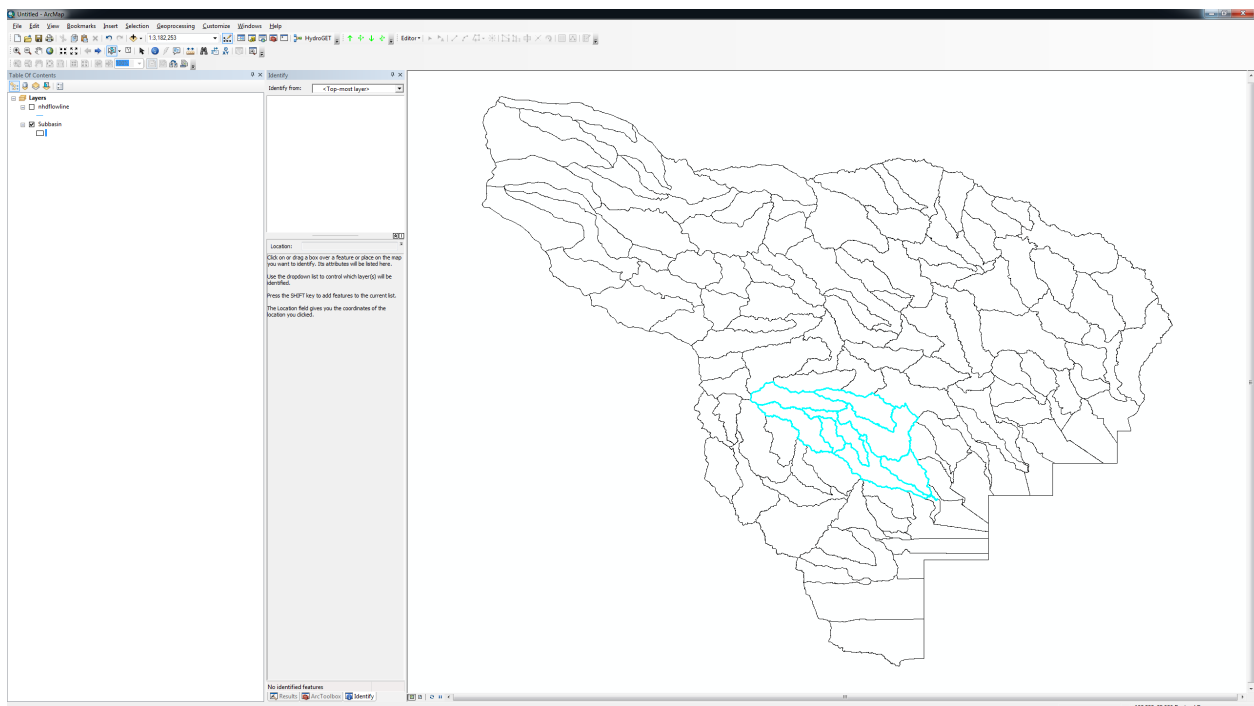 Untitled - ArcMap
File Edit View Bookmarks Insert Selection Geoprocessing Customize Windows Help
1:3,182,253 HydroGET Editor
Table Of Contents
Identify
Identify from: <Top-most layer>
Layers
nhdflowline
Subbasin
Location:
Click on or drag a box over a feature or place on the map
you want to identify. Its attributes will be listed here.
Use the dropdown list to control which layer(s) will be
identified.
Press the SHIFT key to add features to the current list.
The Location field gives you the coordinates of the
location you clicked.
No identified features
Results ArcToolbox Identify